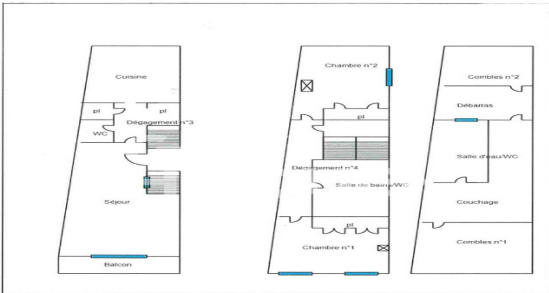 Cuisine
pl
pl
Dégagement n°3
WC
Séjour
Balcon
Chambre n°2
pl
Dégagement n°4
Salle de bains/WC
pl
Chambre n°1
Combles n°2
Débarras
Salle d'eau/WC
Couchage
Combles n°1